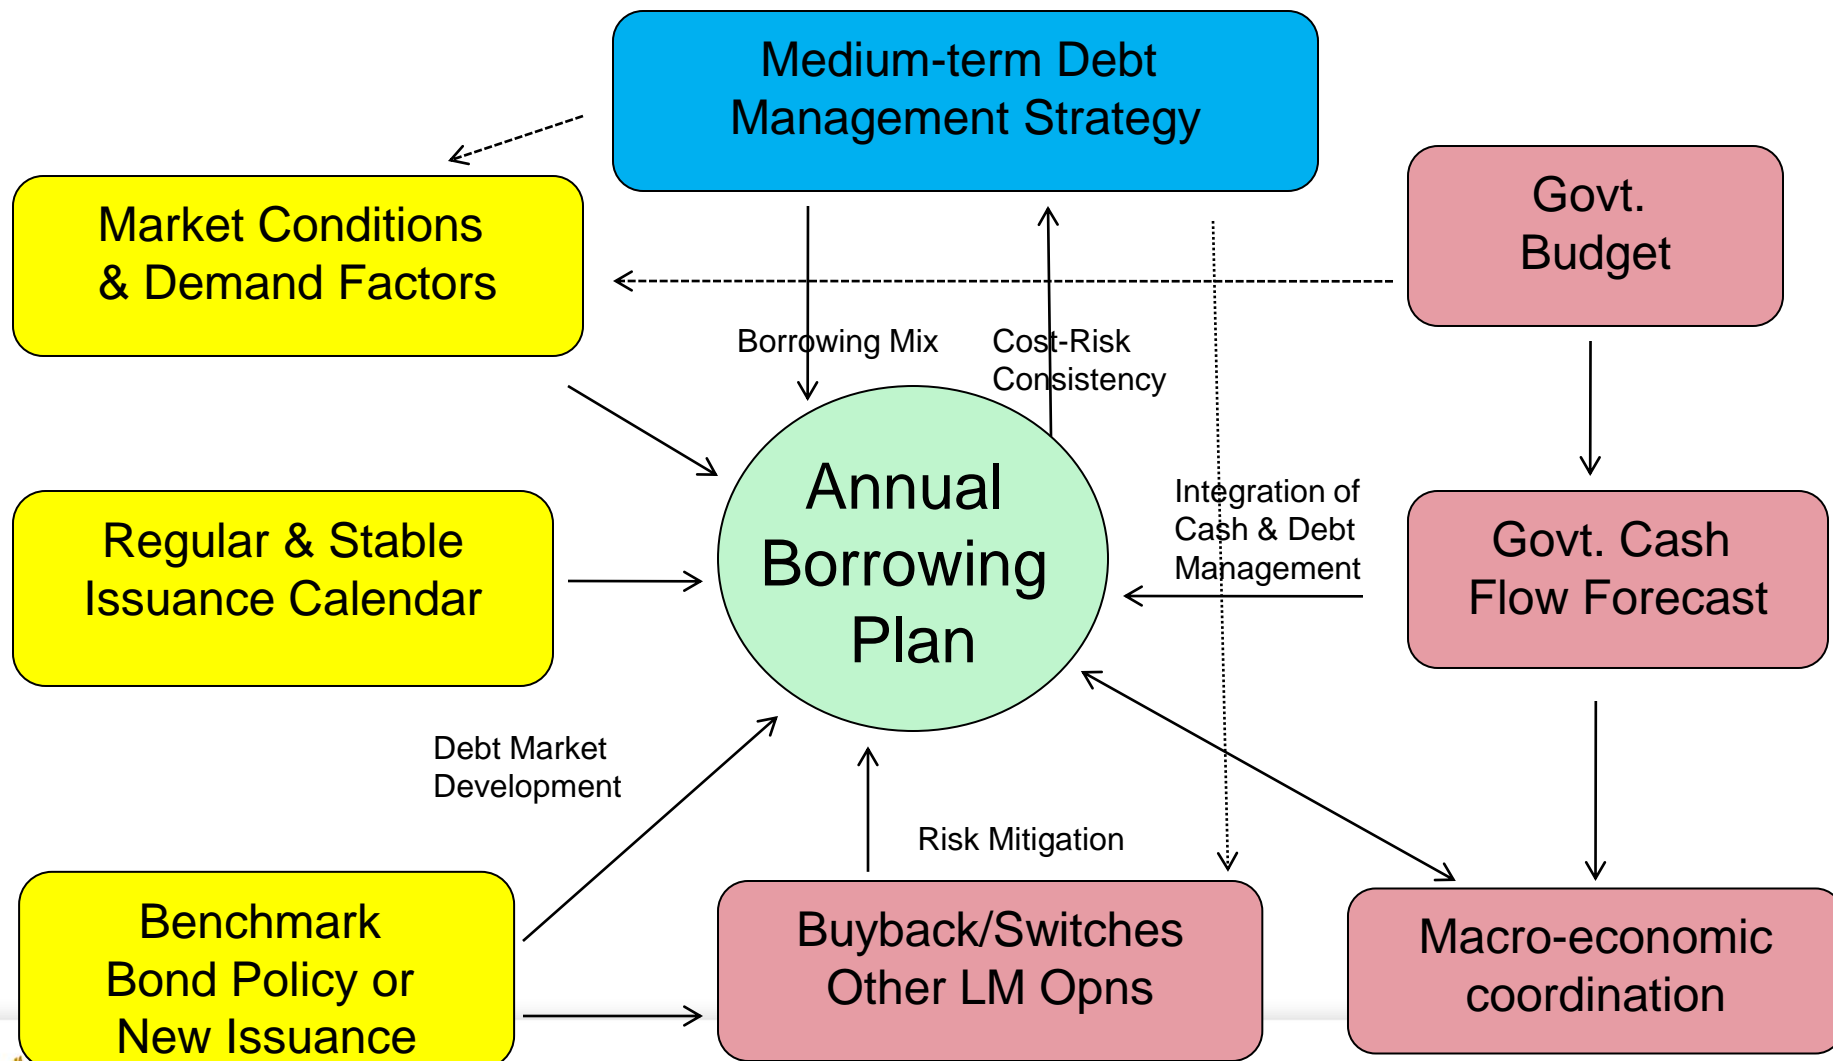 Medium-term Debt
Management Strategy
Market Conditions
& Demand Factors
Govt.
Budget
Borrowing Mix
Cost-Risk
Consistency
Annual
Borrowing
Plan
Regular & Stable
Issuance Calendar
Integration of
Cash & Debt
Management
Govt. Cash
Flow Forecast
Debt Market
Development
Risk Mitigation
Benchmark
Bond Policy or
New Issuance
Buyback/Switches
Other LM Opns
Macro-economic
coordination